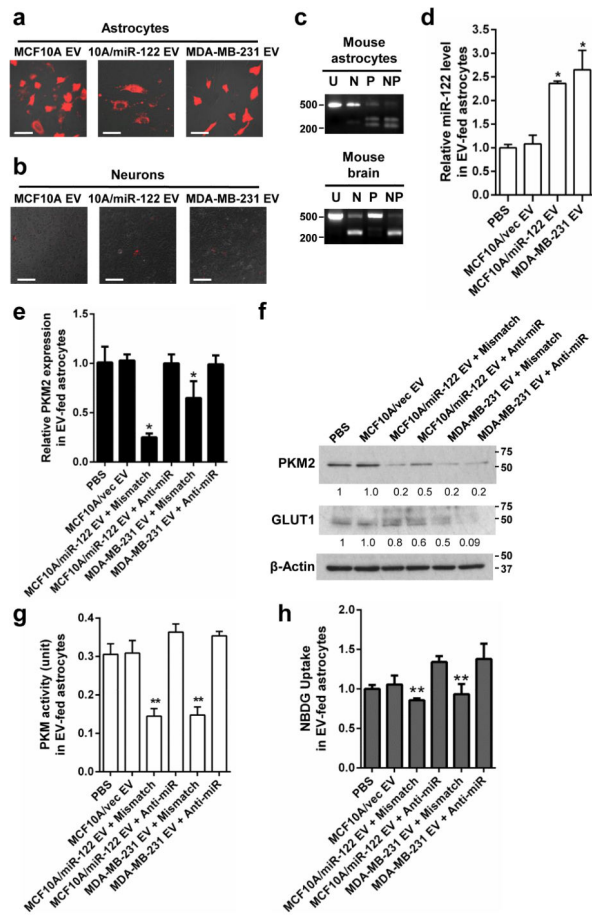 a
Astrocytes
MCF10A EV 10A/miR-122 EV MDA-MB-231 EV
b
Neurons
MCF10A EV 10A/miR-122 EV MDA-MB-231 EV
c
Mouse
astrocytes
U N P NP
500
200
Mouse
brain
U N P NP
500
200
d
Relative miR-122 level
in EV-fed astrocytes
3.5
3.0
2.5
2.0
1.5
1.0
0.5
0.0
* *
PBS
MCF10A/vec EV
MCF10A/miR-122 EV
MDA-MB-231 EV
e
Relative PKM2 expression
in EV-fed astrocytes
1.5
1.0
0.5
0.0
* *
PBS
MCF10A/vec EV
MCF10A/miR-122 EV + Mismatch
MCF10A/miR-122 EV + Anti-miR
MDA-MB-231 EV + Mismatch
MDA-MB-231 EV + Anti-miR
f
PBS
MCF10A/vec EV
MCF10A/miR-122 EV + Mismatch
MCF10A/miR-122 EV + Anti-miR
MDA-MB-231 EV + Mismatch
MDA-MB-231 EV + Anti-miR
PKM2
75
50
1 1.0 0.2 0.5 0.2 0.2
GLUT1
75
50
1 1.0 0.8 0.6 0.5 0.09
β-Actin
50
37
g
PKM activity (unit)
in EV-fed astrocytes
0.4
0.3
0.2
0.1
0.0
** **
PBS
MCF10A/vec EV
MCF10A/miR-122 EV + Mismatch
MCF10A/miR-122 EV + Anti-miR
MDA-MB-231 EV + Mismatch
MDA-MB-231 EV + Anti-miR
h
NBDG Uptake
in EV-fed astrocytes
2.0
1.5
1.0
0.5
0.0
** **
PBS
MCF10A/vec EV
MCF10A/miR-122 EV + Mismatch
MCF10A/miR-122 EV + Anti-miR
MDA-MB-231 EV + Mismatch
MDA-MB-231 EV + Anti-miR